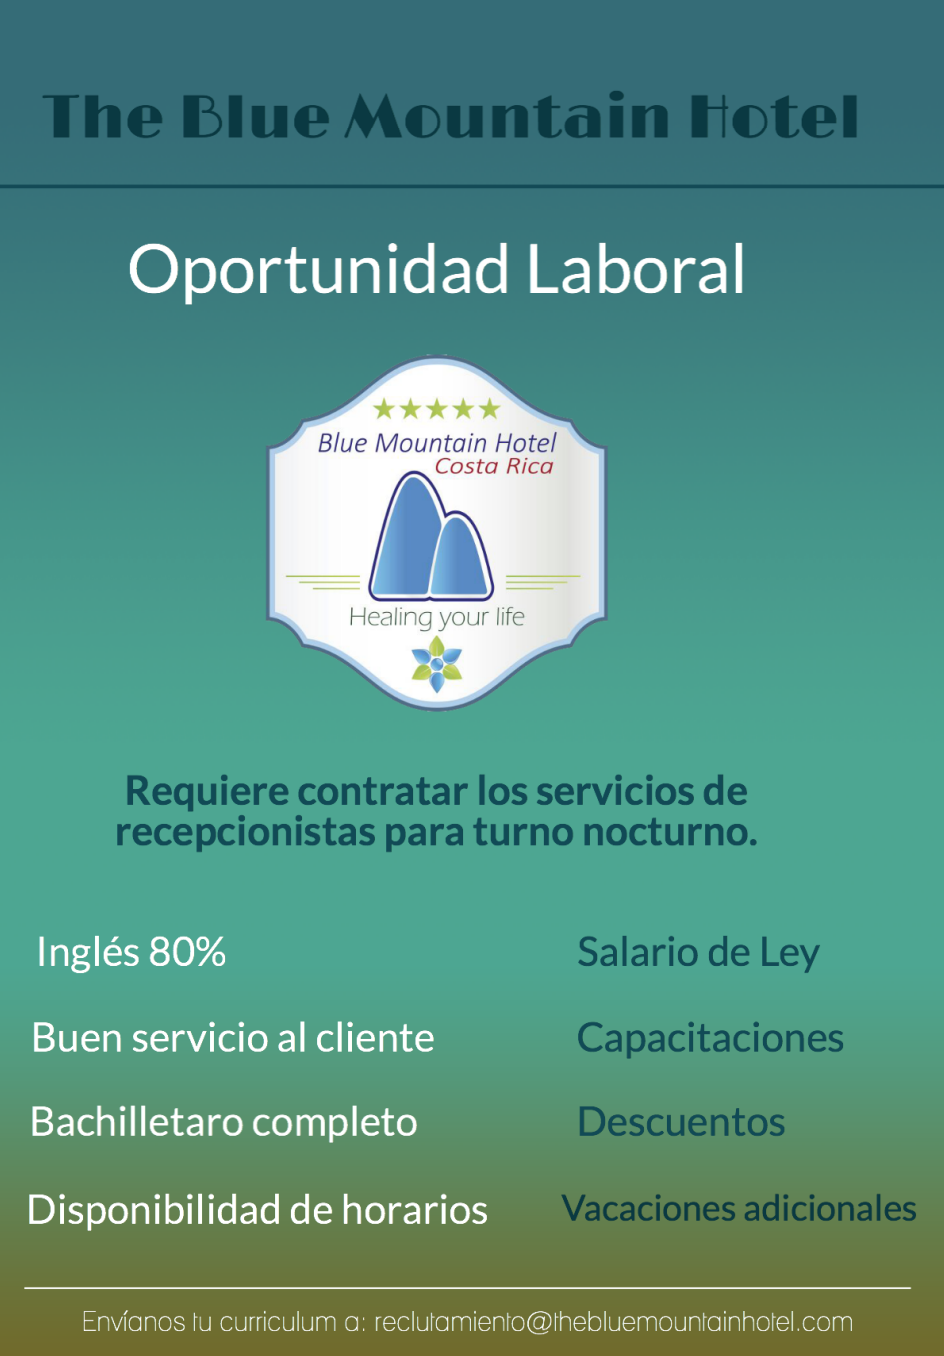 The Blue Mountain Hotel
Oportunidad Laboral
Blue Mountain Hotel
Costa Rica
Healing your life
Requiere contratar los servicios de
recepcionistas para turno nocturno.
Inglés 80%
Salario de Ley
Buen servicio al cliente
Capacitaciones
Bachilletaro completo
Descuentos
Disponibilidad de horarios
Vacaciones adicionales
Envíanos tu curriculum a: reclutamiento@thebluemountainhotel.com